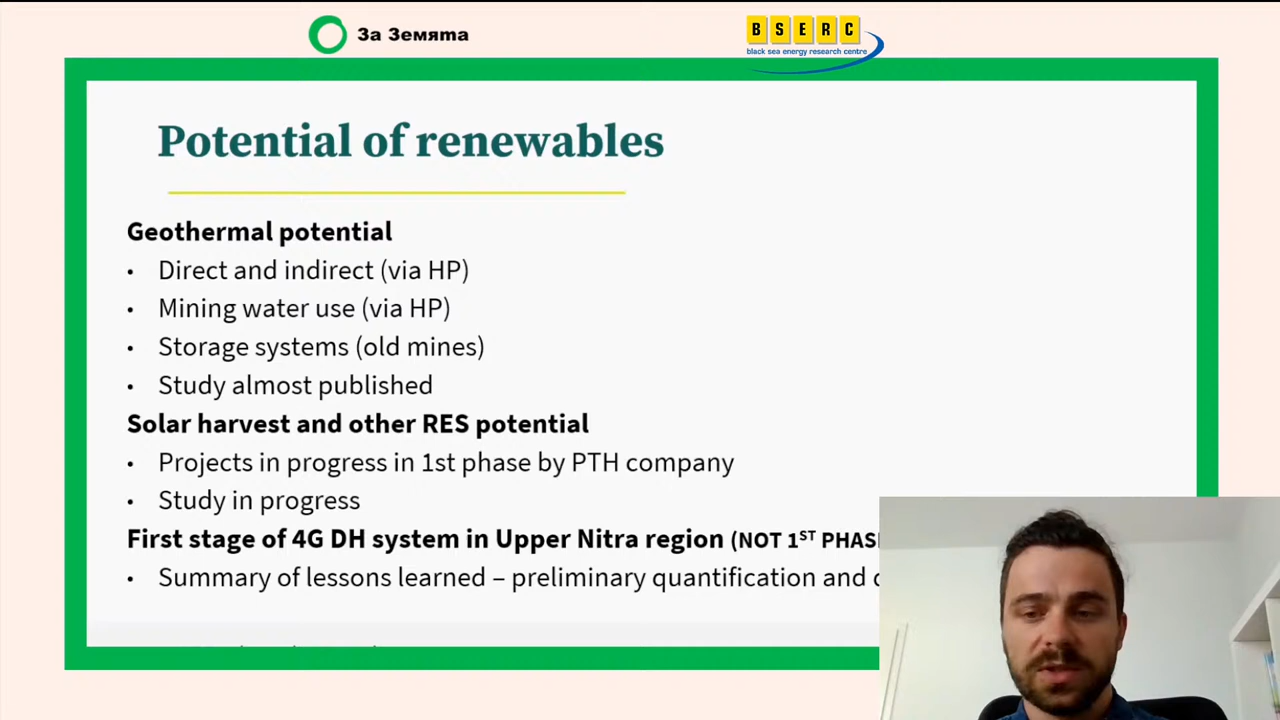 За Земята
BSERC
black sea energy research centre
Potential of renewables
Geothermal potential
• Direct and indirect (via HP)
• Mining water use (via HP)
• Storage systems (old mines)
• Study almost published
Solar harvest and other RES potential
• Projects in progress in 1st phase by PTH company
• Study in progress
First stage of 4G DH system in Upper Nitra region (NOT 1ST PHAS
• Summary of lessons learned – preliminary quantification and